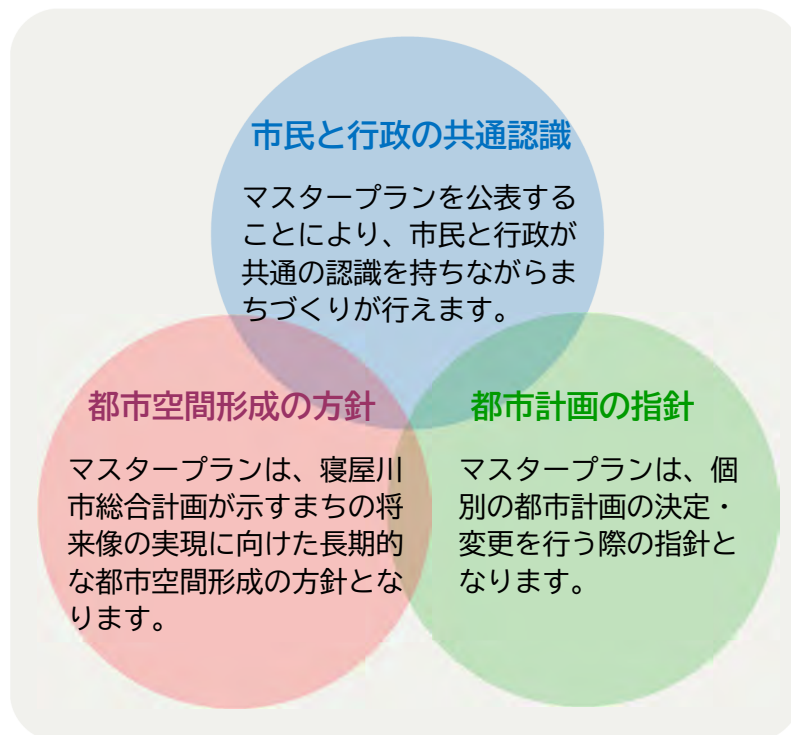 市民と行政の共通認識
マスタープランを公表する
ことにより、市民と行政が
共通の認識を持ちながらま
ちづくりが行えます。
都市空間形成の方針
マスタープランは、寝屋川
市総合計画が示すまちの将
来像の実現に向けた長期的
な都市空間形成の方針とな
ります。
都市計画の指針
マスタープランは、個
別の都市計画の決定・
変更を行う際の指針と
なります。